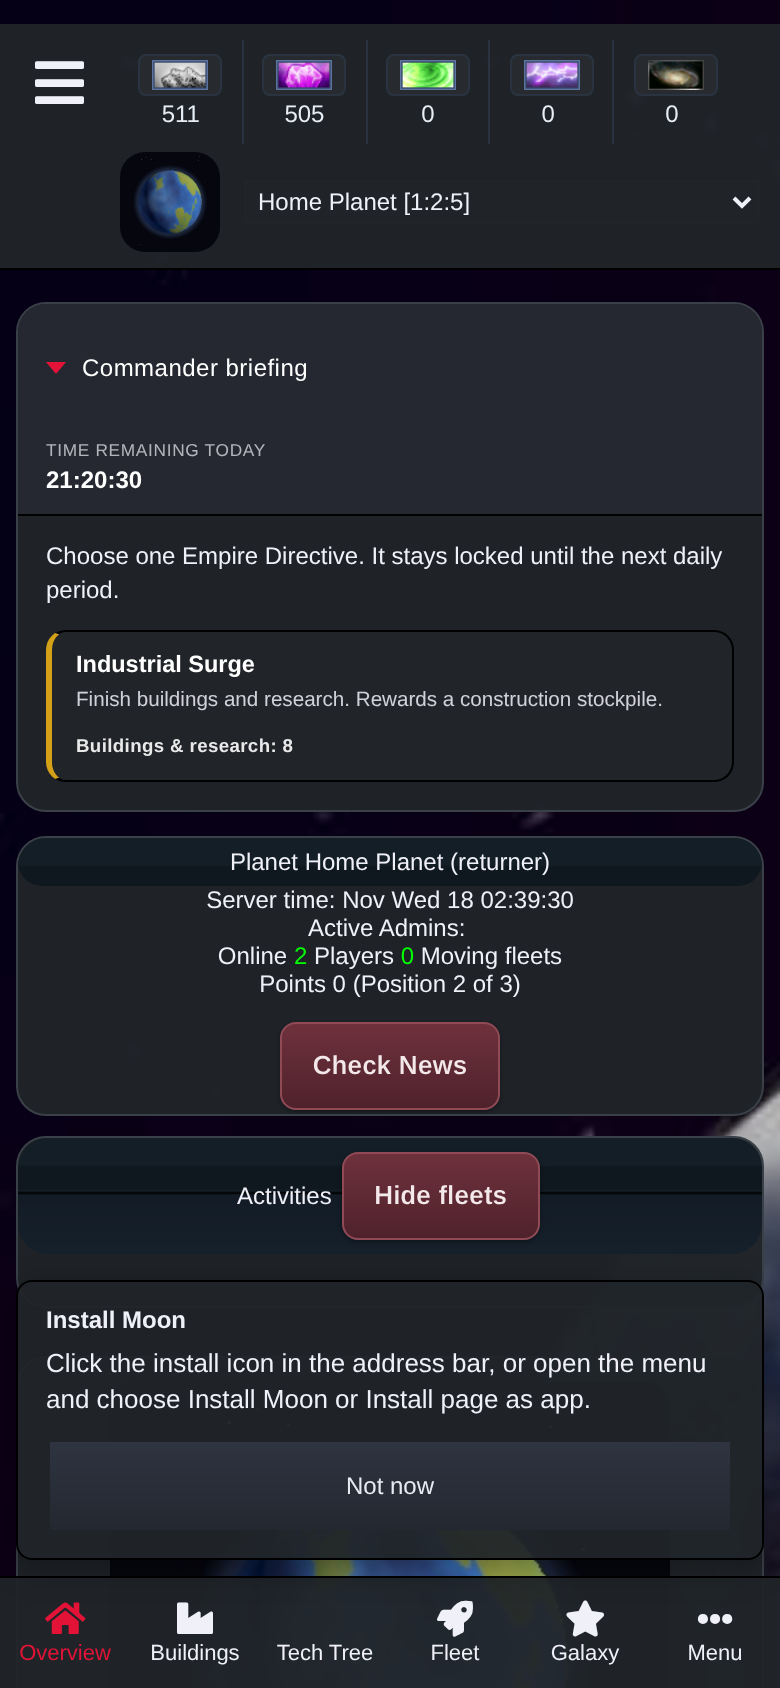 511
505
0
0
0
Home Planet [1:2:5]
Commander briefing
TIME REMAINING TODAY
21:20:30
Choose one Empire Directive. It stays locked until the next daily
period.
Industrial Surge
Finish buildings and research. Rewards a construction stockpile.
Buildings & research: 8
Planet Home Planet (returner)
Server time: Nov Wed 18 02:39:30
Active Admins:
Online 2 Players 0 Moving fleets
Points 0 (Position 2 of 3)
Check News
Activities
Hide fleets
Install Moon
Click the install icon in the address bar, or open the menu
and choose Install Moon or Install page as app.
Not now
Overview
Buildings
Tech Tree
Fleet
Galaxy
Menu